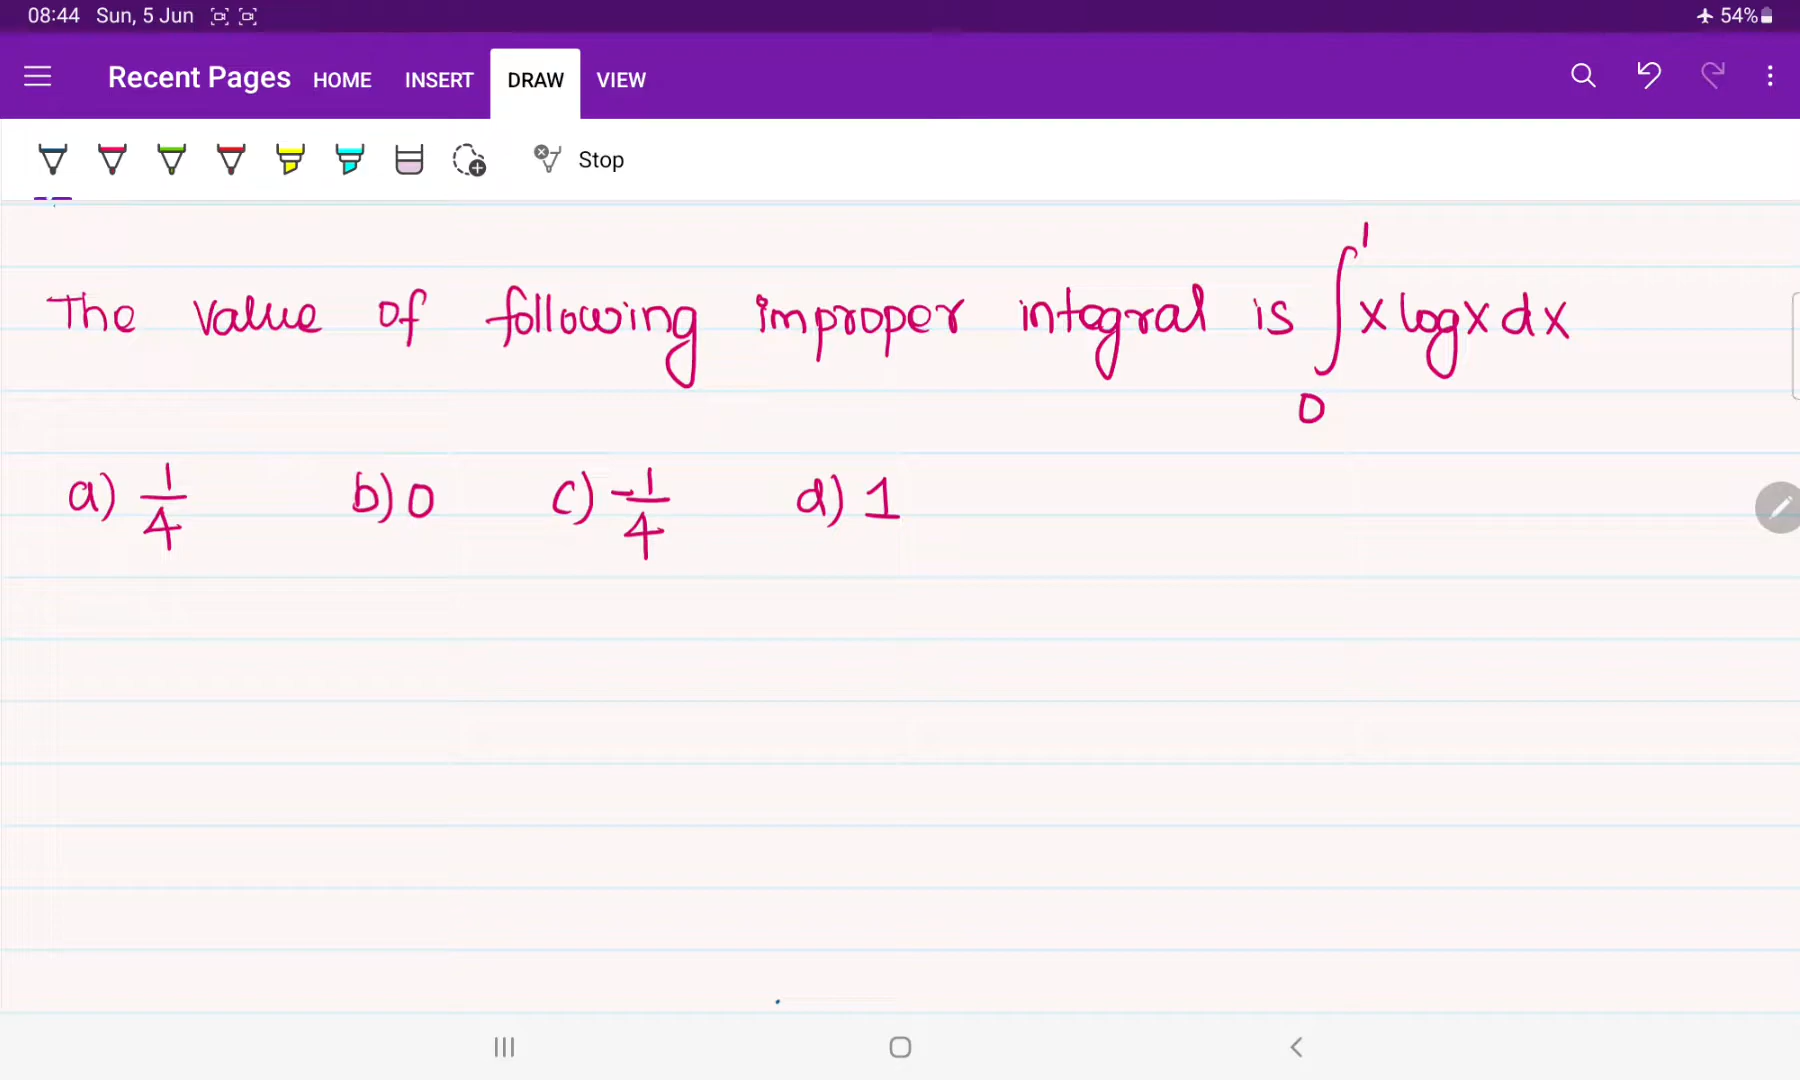 08:44 Sun, 5 Jun 54%
Recent Pages HOME INSERT DRAW VIEW
Stop
The value of following improper integral is ∫₀¹ x log x dx
a) 1/4 b) 0 c) -1/4 d) 1